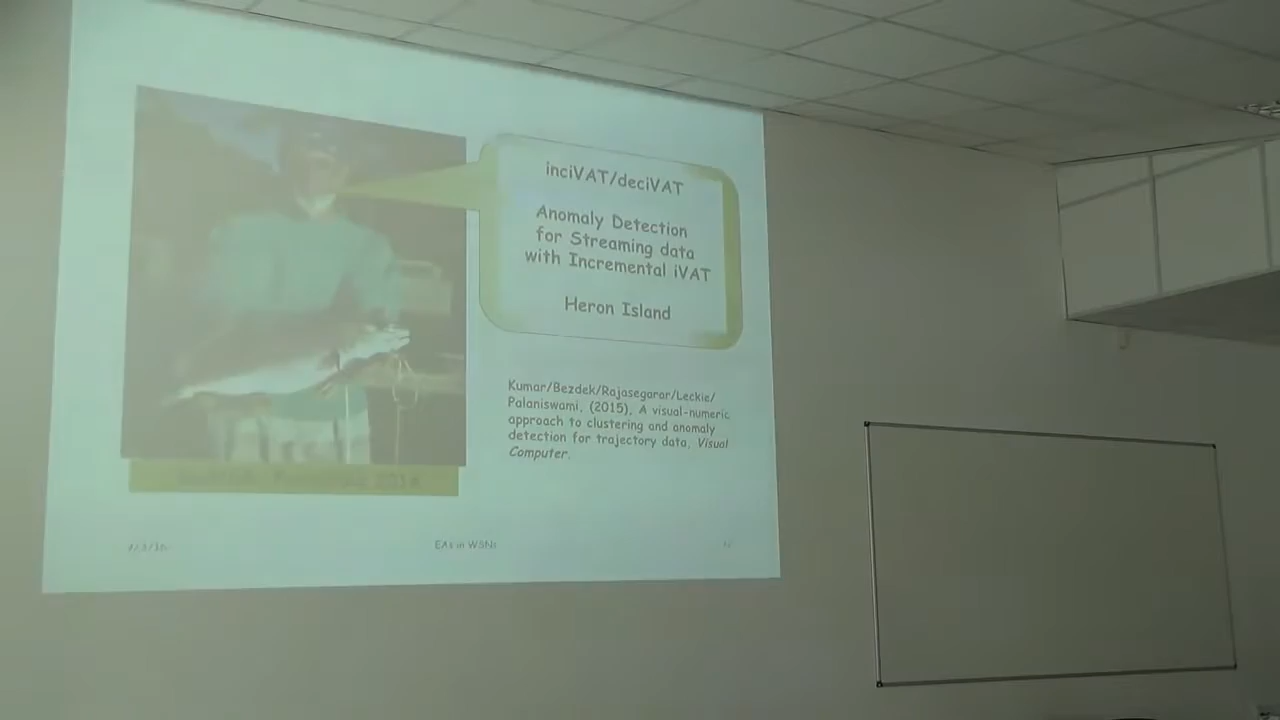 inciVAT/deciVAT
Anomaly Detection
for Streaming data
with Incremental iVAT
Heron Island
Kumar/Bezdek/Rajasegarar/Leckie/
Palaniswami, (2015), A visual-numeric
approach to clustering and anomaly
detection for trajectory data, Visual
Computer.
EAs in WSNs